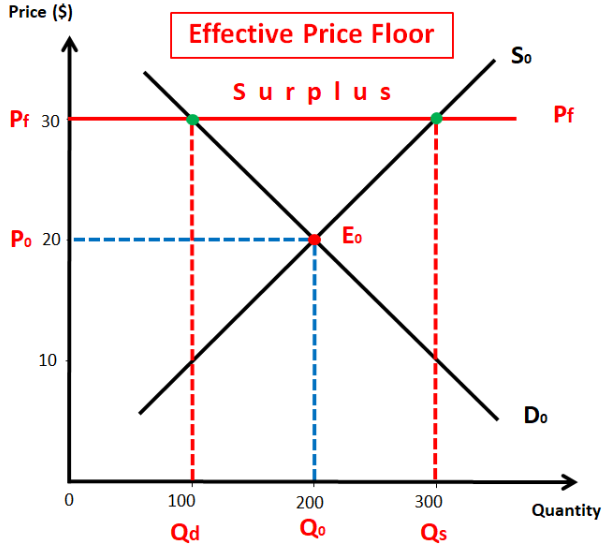 Price ($)
Effective Price Floor
S₀
S u r p l u s
Pf 30 Pf
P₀ 20 E₀
10
D₀
0 100 200 300 Quantity
Qd Q₀ Qs